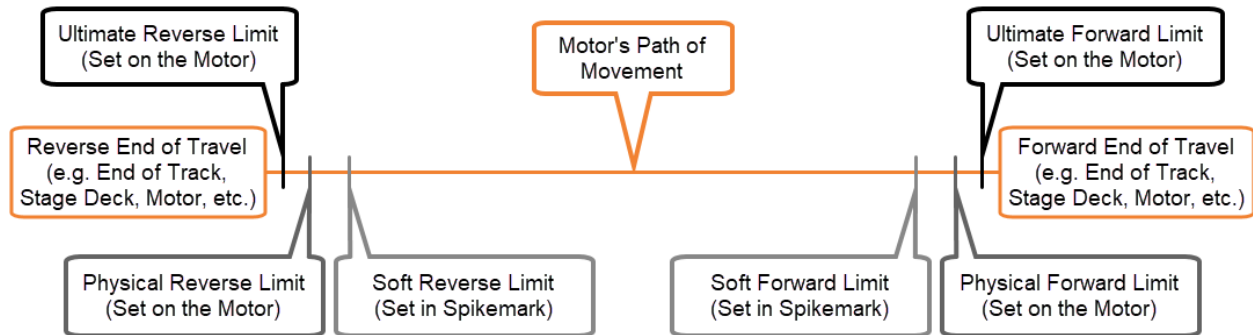 Ultimate Reverse Limit
(Set on the Motor)
Motor's Path of
Movement
Ultimate Forward Limit
(Set on the Motor)
Reverse End of Travel
(e.g. End of Track,
Stage Deck, Motor, etc.)
Forward End of Travel
(e.g. End of Track,
Stage Deck, Motor, etc.)
Physical Reverse Limit
(Set on the Motor)
Soft Reverse Limit
(Set in Spikemark)
Soft Forward Limit
(Set in Spikemark)
Physical Forward Limit
(Set on the Motor)